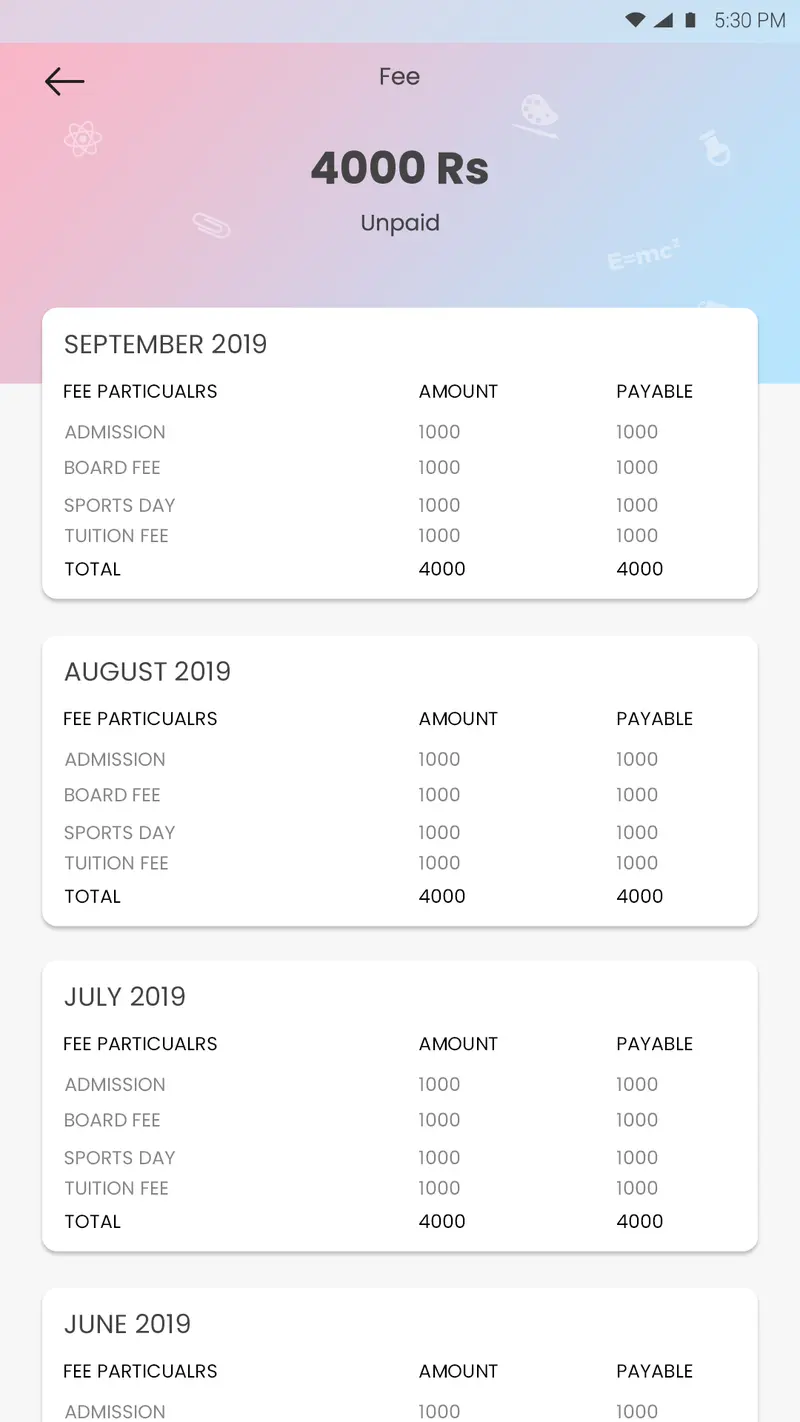 5:30 PM
Fee
4000 Rs
Unpaid
E=mc²
SEPTEMBER 2019
FEE PARTICUALRS AMOUNT PAYABLE
ADMISSION 1000 1000
BOARD FEE 1000 1000
SPORTS DAY 1000 1000
TUITION FEE 1000 1000
TOTAL 4000 4000
AUGUST 2019
FEE PARTICUALRS AMOUNT PAYABLE
ADMISSION 1000 1000
BOARD FEE 1000 1000
SPORTS DAY 1000 1000
TUITION FEE 1000 1000
TOTAL 4000 4000
JULY 2019
FEE PARTICUALRS AMOUNT PAYABLE
ADMISSION 1000 1000
BOARD FEE 1000 1000
SPORTS DAY 1000 1000
TUITION FEE 1000 1000
TOTAL 4000 4000
JUNE 2019
FEE PARTICUALRS AMOUNT PAYABLE
ADMISSION 1000 1000